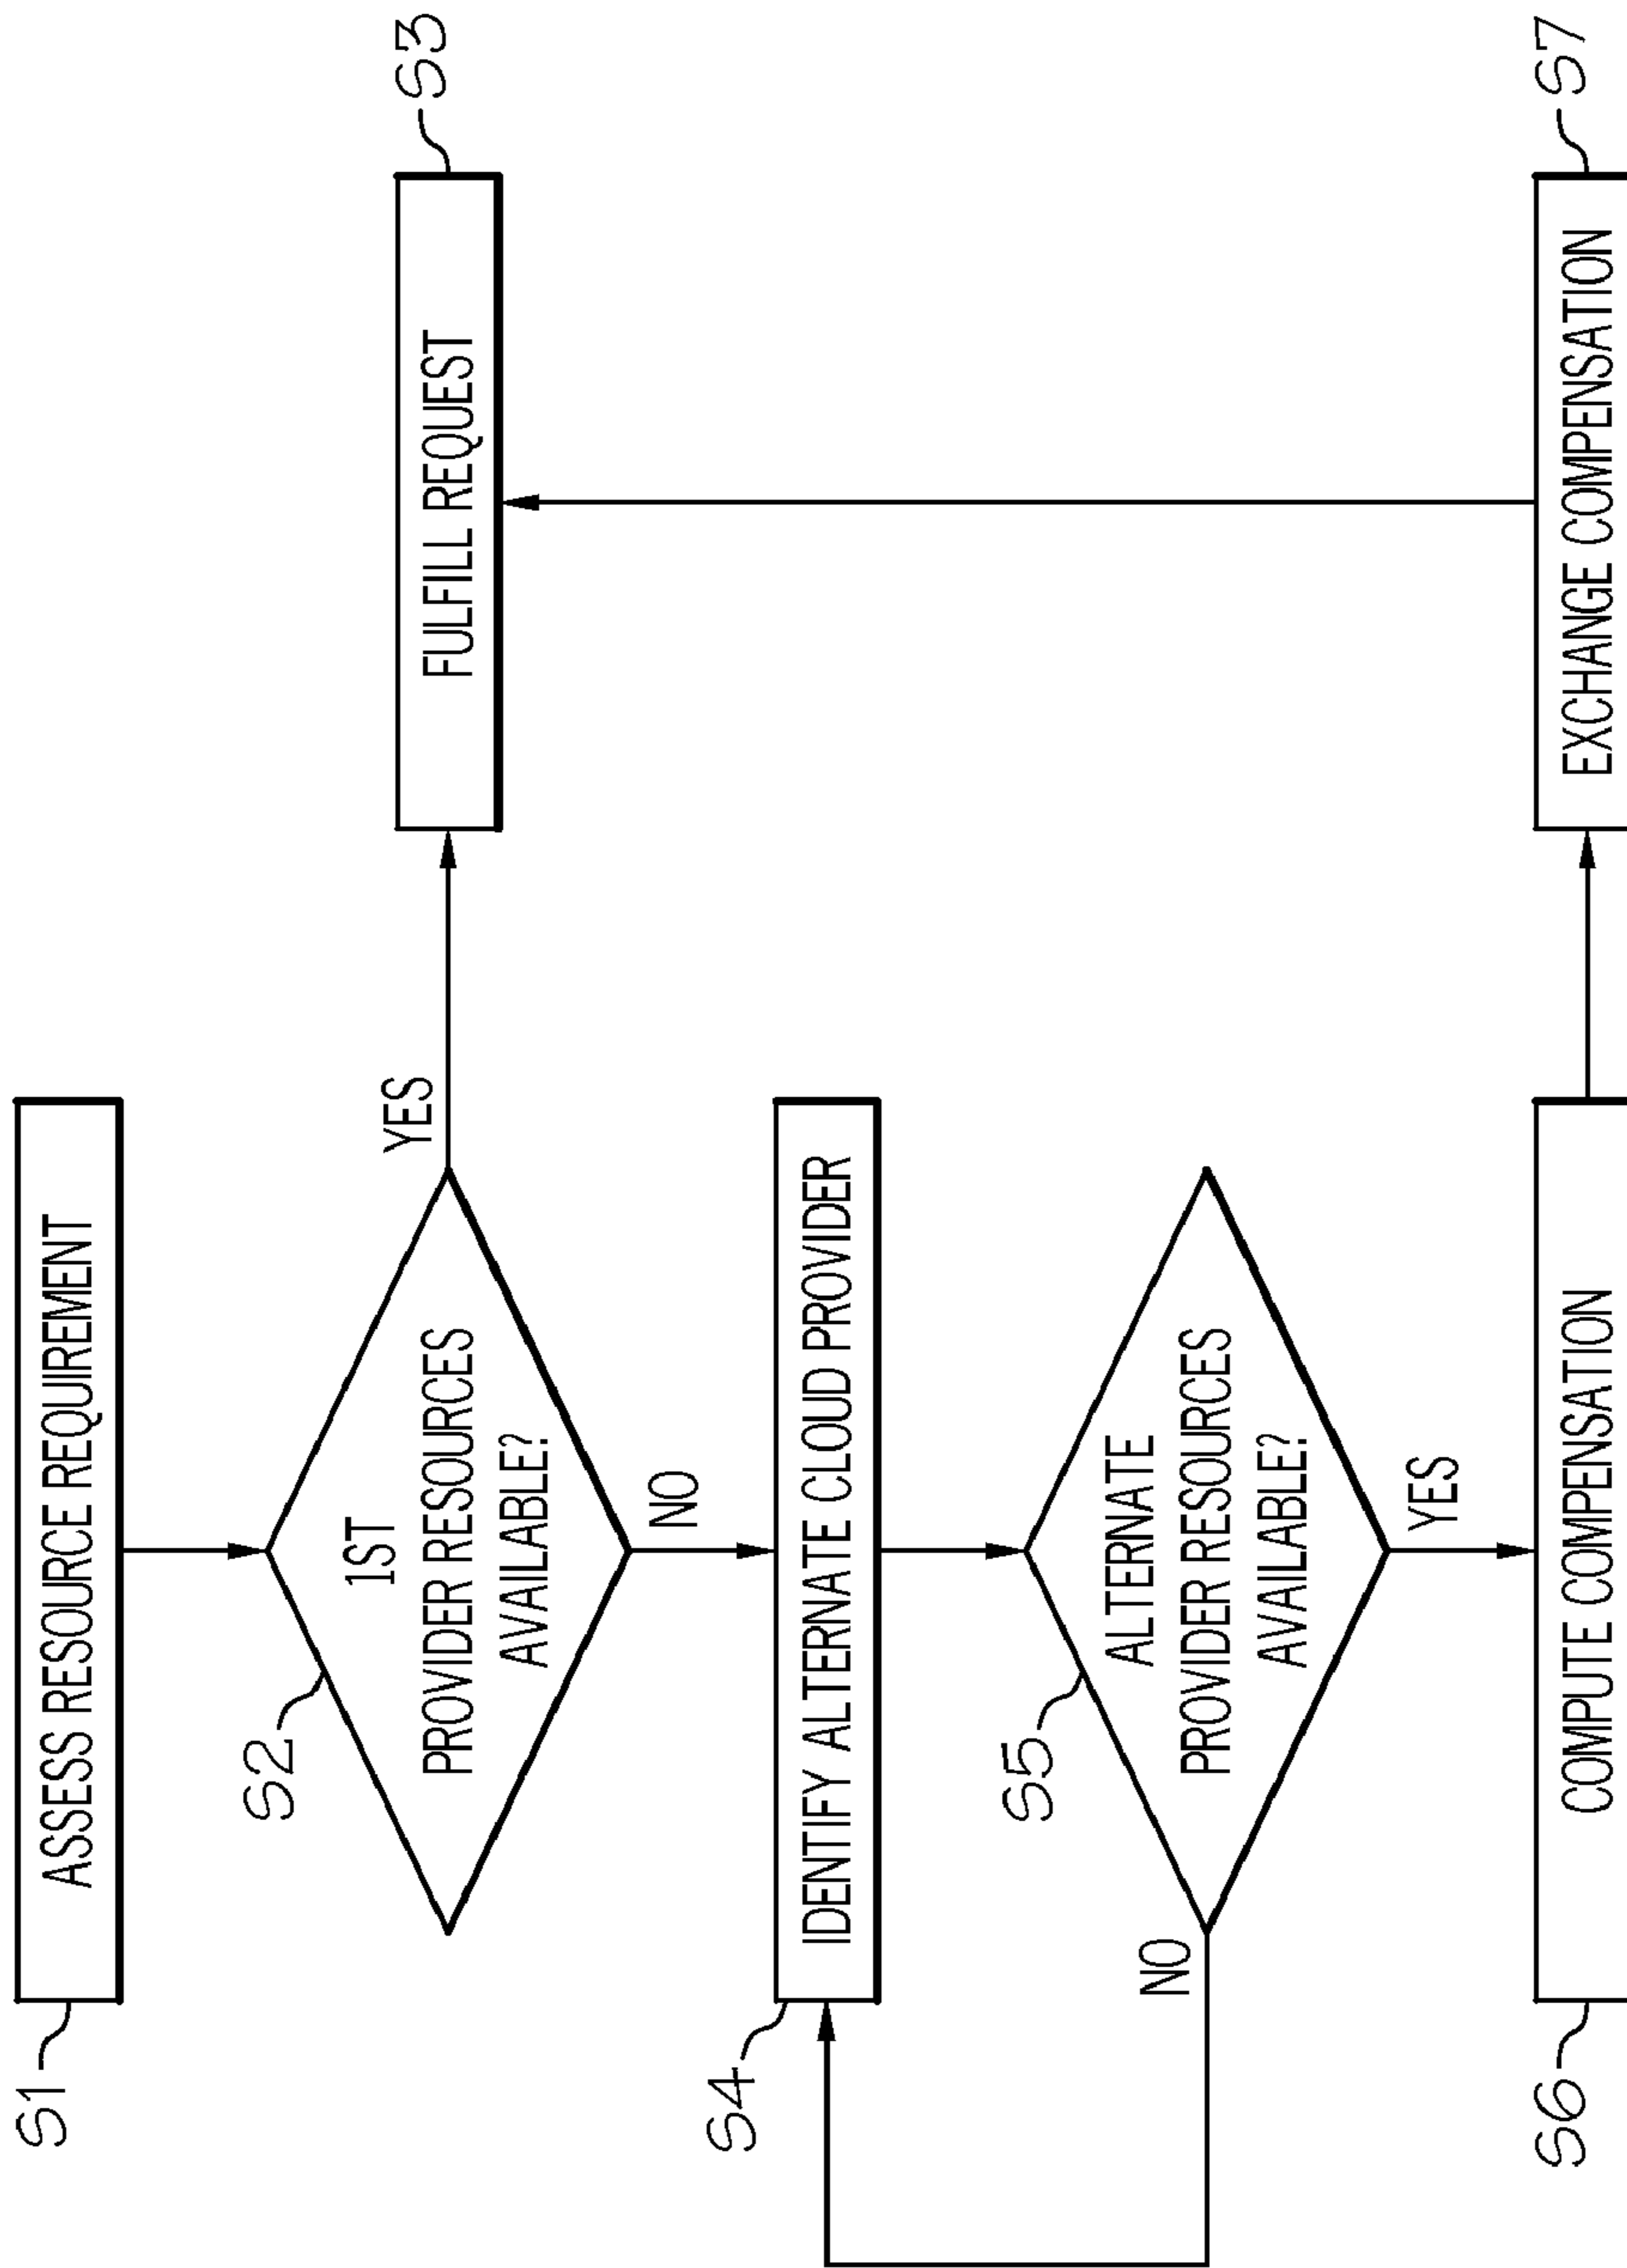 S1
ASSESS RESOURCE REQUIREMENT
S2
1ST
PROVIDER RESOURCES
AVAILABLE?
YES
FULFILL REQUEST
S3
NO
S4
IDENTIFY ALTERNATE CLOUD PROVIDER
S5
ALTERNATE
PROVIDER RESOURCES
AVAILABLE?
NO
YES
S6
COMPUTE COMPENSATION
EXCHANGE COMPENSATION
S7